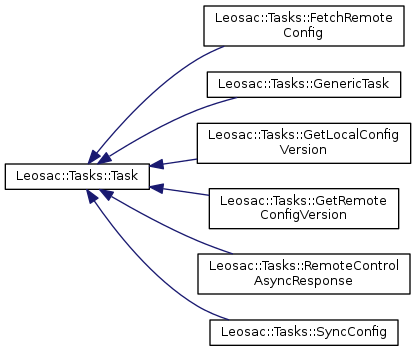 Leosac::Tasks::FetchRemote
Config
Leosac::Tasks::GenericTask
Leosac::Tasks::GetLocalConfig
Version
Leosac::Tasks::Task
Leosac::Tasks::GetRemote
ConfigVersion
Leosac::Tasks::RemoteControl
AsyncResponse
Leosac::Tasks::SyncConfig